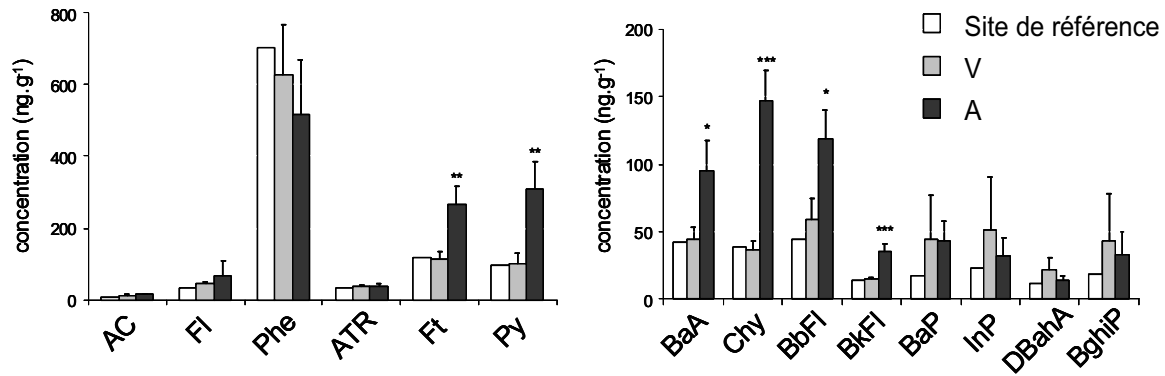 800
600
400
200
0
concentration (ng.g-1)
**
**
AC
Fl
Phe
ATR
Ft
Py
200
150
100
50
0
concentration (ng.g-1)
*
***
*
***
BaA
Chy
BbFl
BkFl
BaP
InP
DBahA
BghiP
Site de référence
V
A